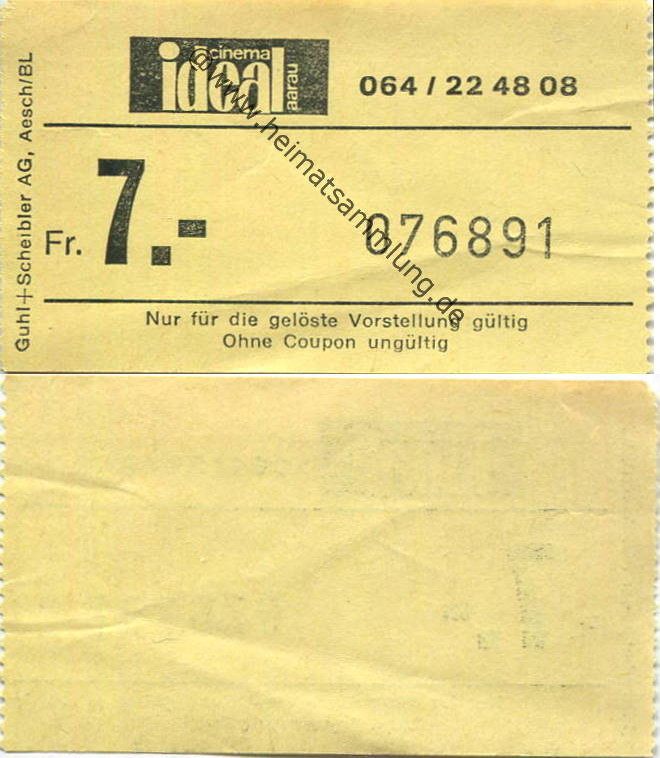 cinema
ideal
aarau
064 / 22 48 08
Fr. 7.-
076891
Nur für die gelöste Vorstellung gültig
Ohne Coupon ungültig
Guhl+Scheibler AG, Aesch/BL
@www.heimatsammlung.de